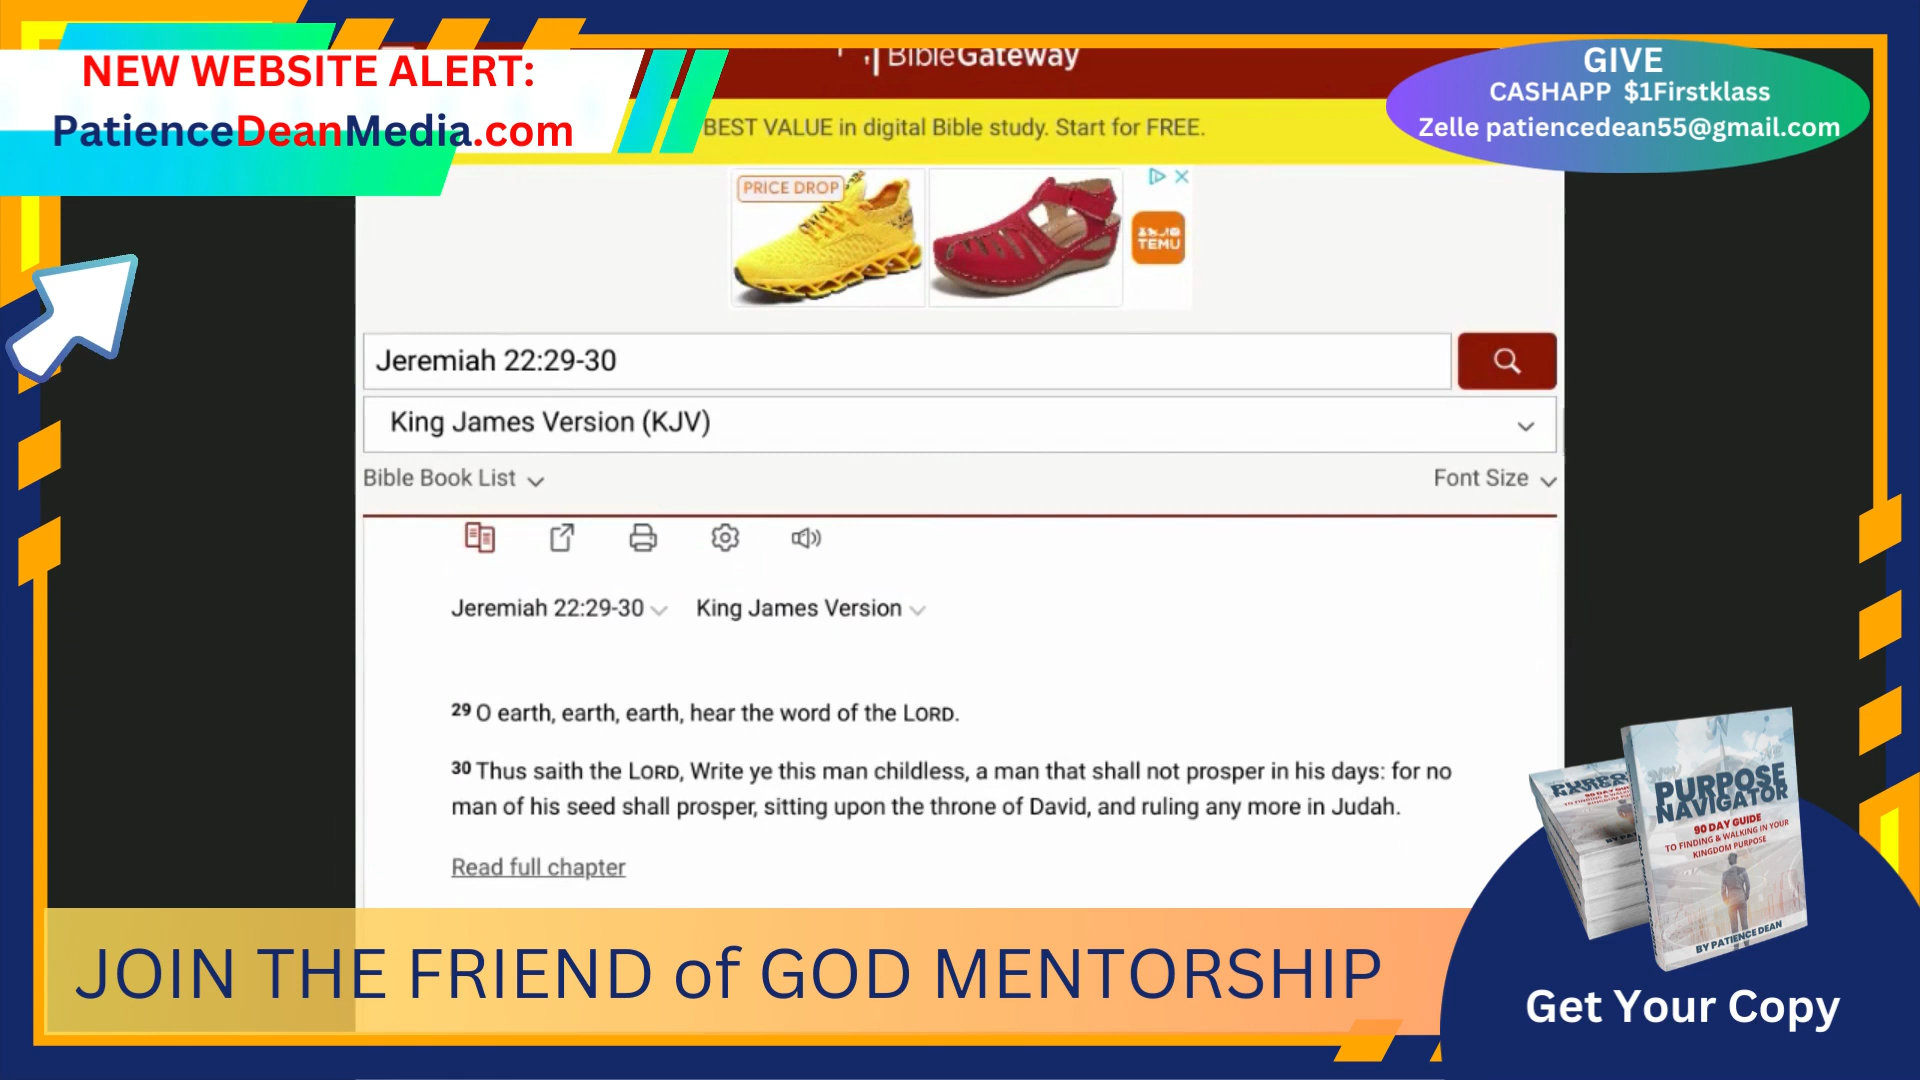 NEW WEBSITE ALERT:
PatienceDeanMedia.com
BibleGateway
GIVE
CASHAPP $1Firstklass
Zelle patiencedean55@gmail.com
BEST VALUE in digital Bible study. Start for FREE.
PRICE DROP
TEMU
Jeremiah 22:29-30
King James Version (KJV)
Bible Book List
Font Size
Jeremiah 22:29-30 King James Version
29 O earth, earth, earth, hear the word of the LORD.
30 Thus saith the LORD, Write ye this man childless, a man that shall not prosper in his days: for no
man of his seed shall prosper, sitting upon the throne of David, and ruling any more in Judah.
Read full chapter
PURPOSE
NAVIGATOR
90 DAY GUIDE
TO FINDING & WALKING IN YOUR
KINGDOM PURPOSE
BY PATIENCE DEAN
JOIN THE FRIEND of GOD MENTORSHIP
Get Your Copy